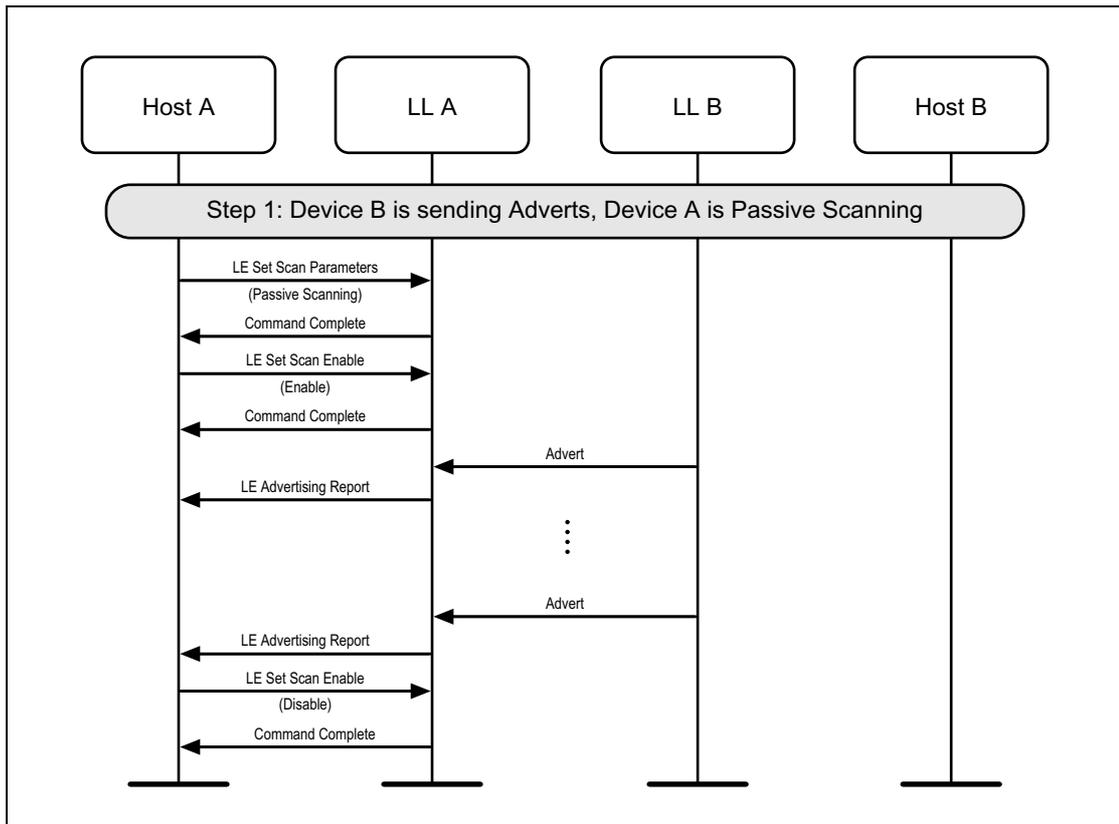 Host A
LL A
LL B
Host B
Step 1: Device B is sending Adverts, Device A is Passive Scanning
LE Set Scan Parameters
(Passive Scanning)
Command Complete
LE Set Scan Enable
(Enable)
Command Complete
Advert
LE Advertising Report
Advert
LE Advertising Report
LE Set Scan Enable
(Disable)
Command Complete